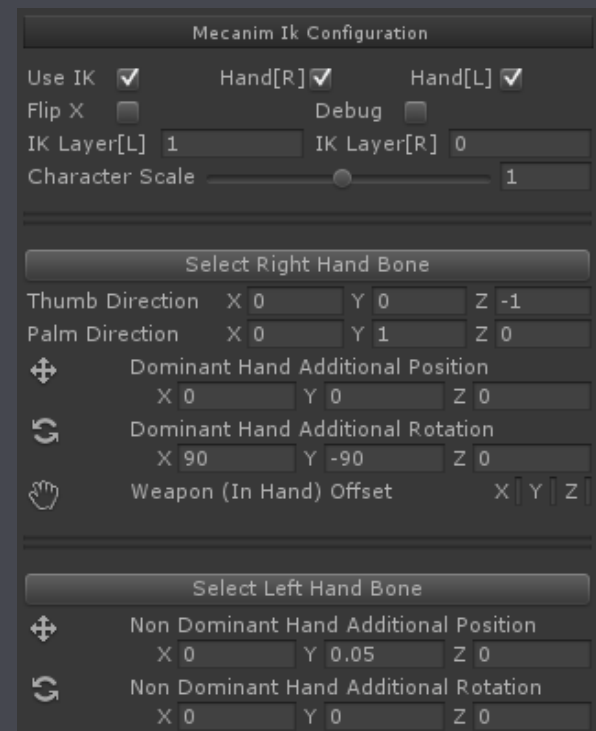 Mecanim Ik Configuration
Use IK Hand[R] Hand[L]
Flip X Debug
IK Layer[L] 1 IK Layer[R] 0
Character Scale 1
Select Right Hand Bone
Thumb Direction X 0 Y 0 Z -1
Palm Direction X 0 Y 1 Z 0
Dominant Hand Additional Position
X 0 Y 0 Z 0
Dominant Hand Additional Rotation
X 90 Y -90 Z 0
Weapon (In Hand) Offset X Y Z
Select Left Hand Bone
Non Dominant Hand Additional Position
X 0 Y 0.05 Z 0
Non Dominant Hand Additional Rotation
X 0 Y 0 Z 0